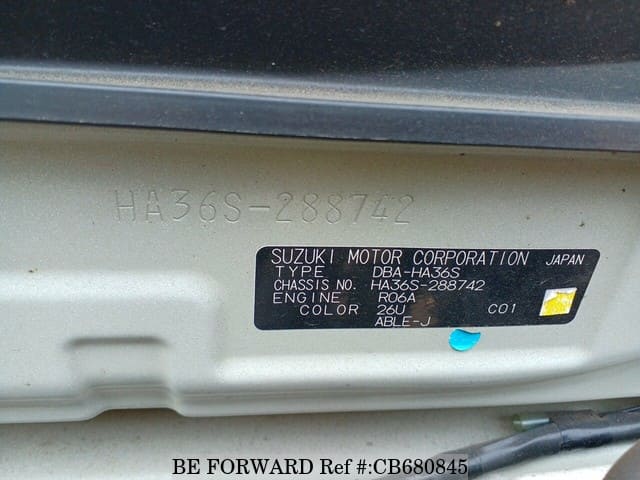 HA36S-288742
SUZUKI MOTOR CORPORATION JAPAN
TYPE DBA-HA36S
CHASSIS NO. HA36S-288742
ENGINE R06A
COLOR 26U C01
ABLE-J
BE FORWARD Ref #:CB680845